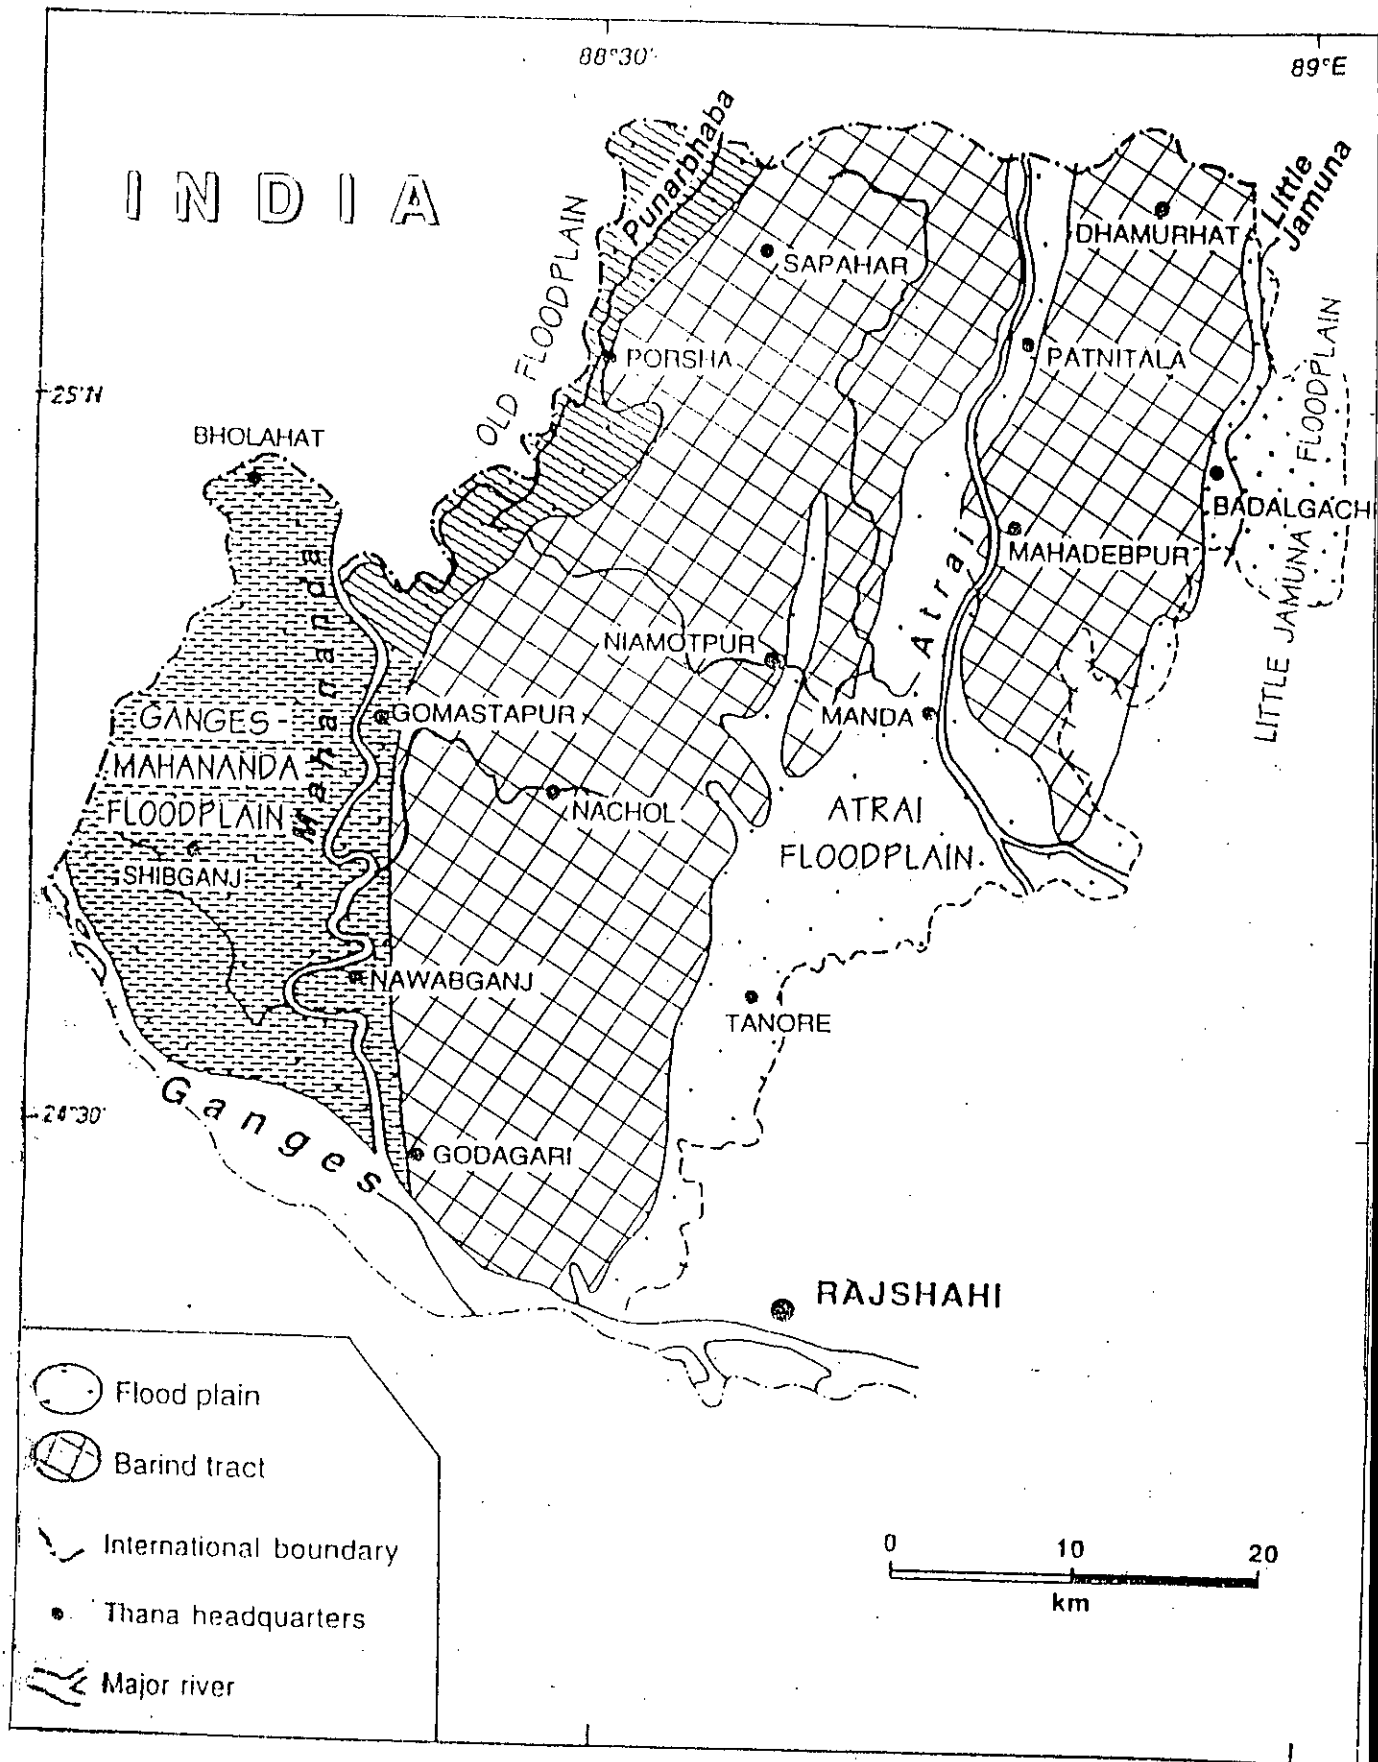 88°30'
89°E
INDIA
Punarbhaba
Little
Jamuna
DHAMURHAT
SAPAHAR
OLD FLOODPLAIN
PORSHA
PATNITALA
25°N
BHOLAHAT
LITTLE JAMUNA FLOODPLAIN
BADALGACHI
MAHADEBPUR
Atrai
Mahananda
NIAMOTPUR
GOMASTAPUR
MANDA
GANGES-
MAHANANDA
FLOODPLAIN
NACHOL
ATRAI
FLOODPLAIN
SHIBGANJ
NAWABGANJ
TANORE
Ganges
24°30'
GODAGARI
RAJSHAHI
Flood plain
Barind tract
International boundary
Thana headquarters
Major river
0 10 20
km